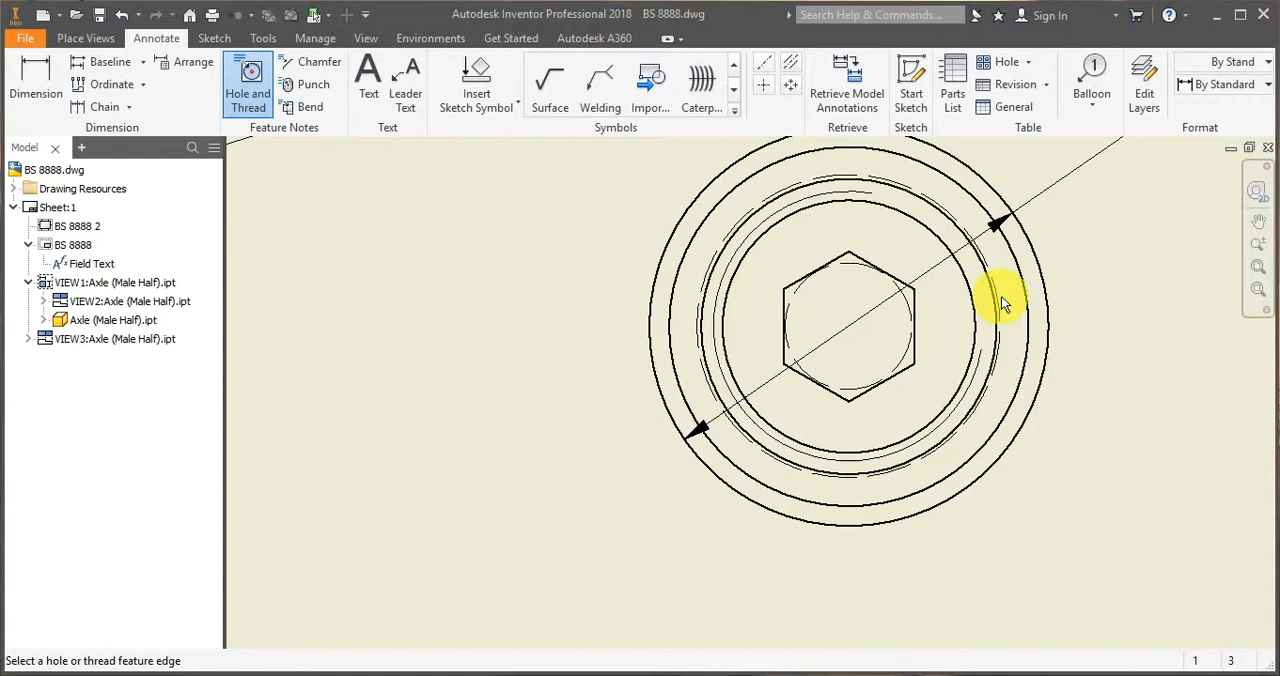 PRO
Autodesk Inventor Professional 2018 BS 8888.dwg
Search Help & Commands...
Sign In
File Place Views Annotate Sketch Tools Manage View Environments Get Started Autodesk A360
Dimension
Baseline
Ordinate
Chain
Arrange
Dimension
Hole and
Thread
Chamfer
Punch
Bend
Feature Notes
Text
Leader
Text
Text
Insert
Sketch Symbol
Surface
Welding
Impor...
Caterp...
Symbols
Retrieve Model
Annotations
Retrieve
Start
Sketch
Sketch
Parts
List
Hole
Revision
General
Table
1
Balloon
Edit
Layers
By Stand
By Standard
Format
Model
BS 8888.dwg
Drawing Resources
Sheet:1
BS 8888 2
BS 8888
Field Text
VIEW1:Axle (Male Half).ipt
VIEW2:Axle (Male Half).ipt
Axle (Male Half).ipt
VIEW3:Axle (Male Half).ipt
2D
Select a hole or thread feature edge
1 3